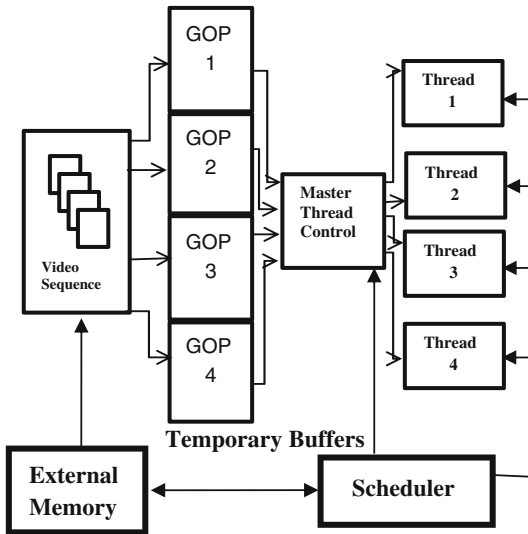 GOP
1
GOP
2
GOP
3
GOP
4
Video
Sequence
Master
Thread
Control
Thread
1
Thread
2
Thread
3
Thread
4
Temporary Buffers
External
Memory
Scheduler